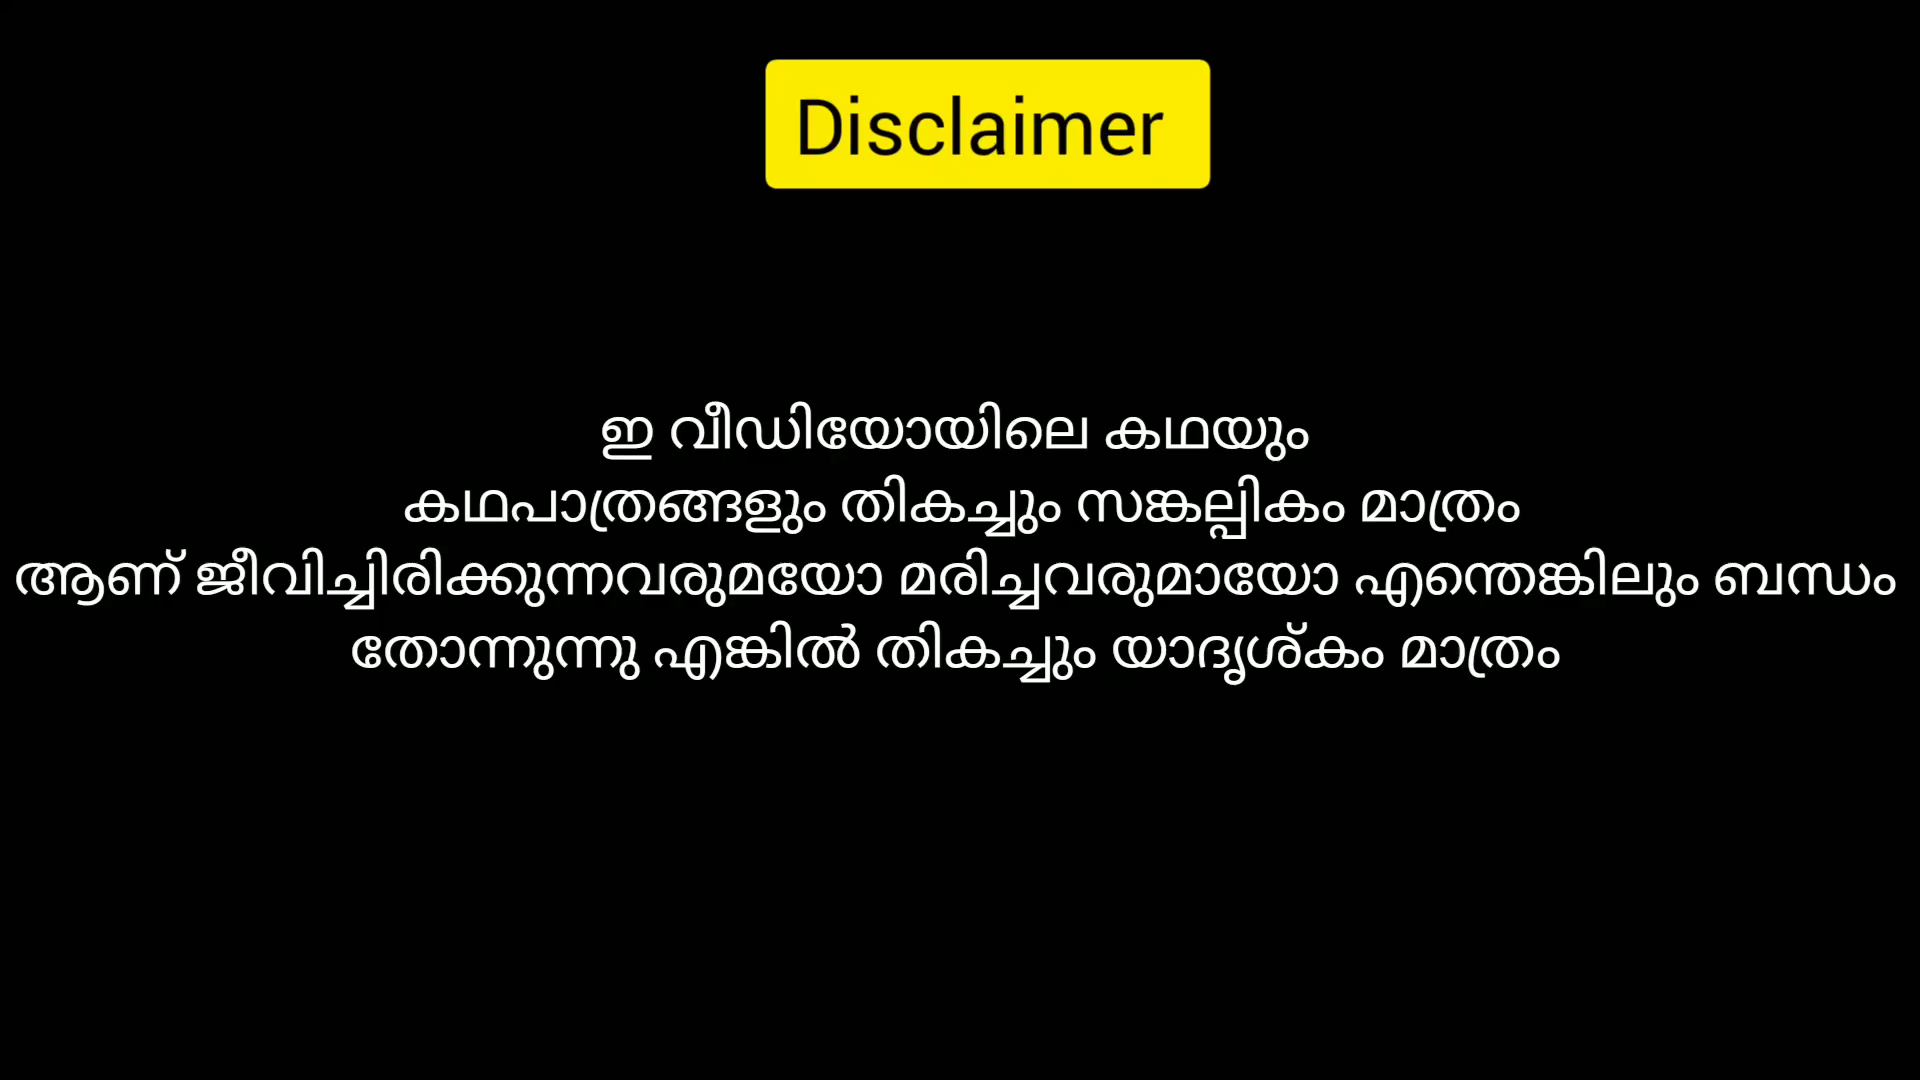 Disclaimer
ഇ വീഡിയോയിലെ കഥയും
കഥപാത്രങ്ങളും തികച്ചും സങ്കല്പികം മാത്രം
ആണ് ജീവിച്ചിരിക്കുന്നവരുമയോ മരിച്ചവരുമായോ എന്തെങ്കിലും ബന്ധം
തോന്നുന്നു എങ്കിൽ തികച്ചും യാദൃശ്കം മാത്രം